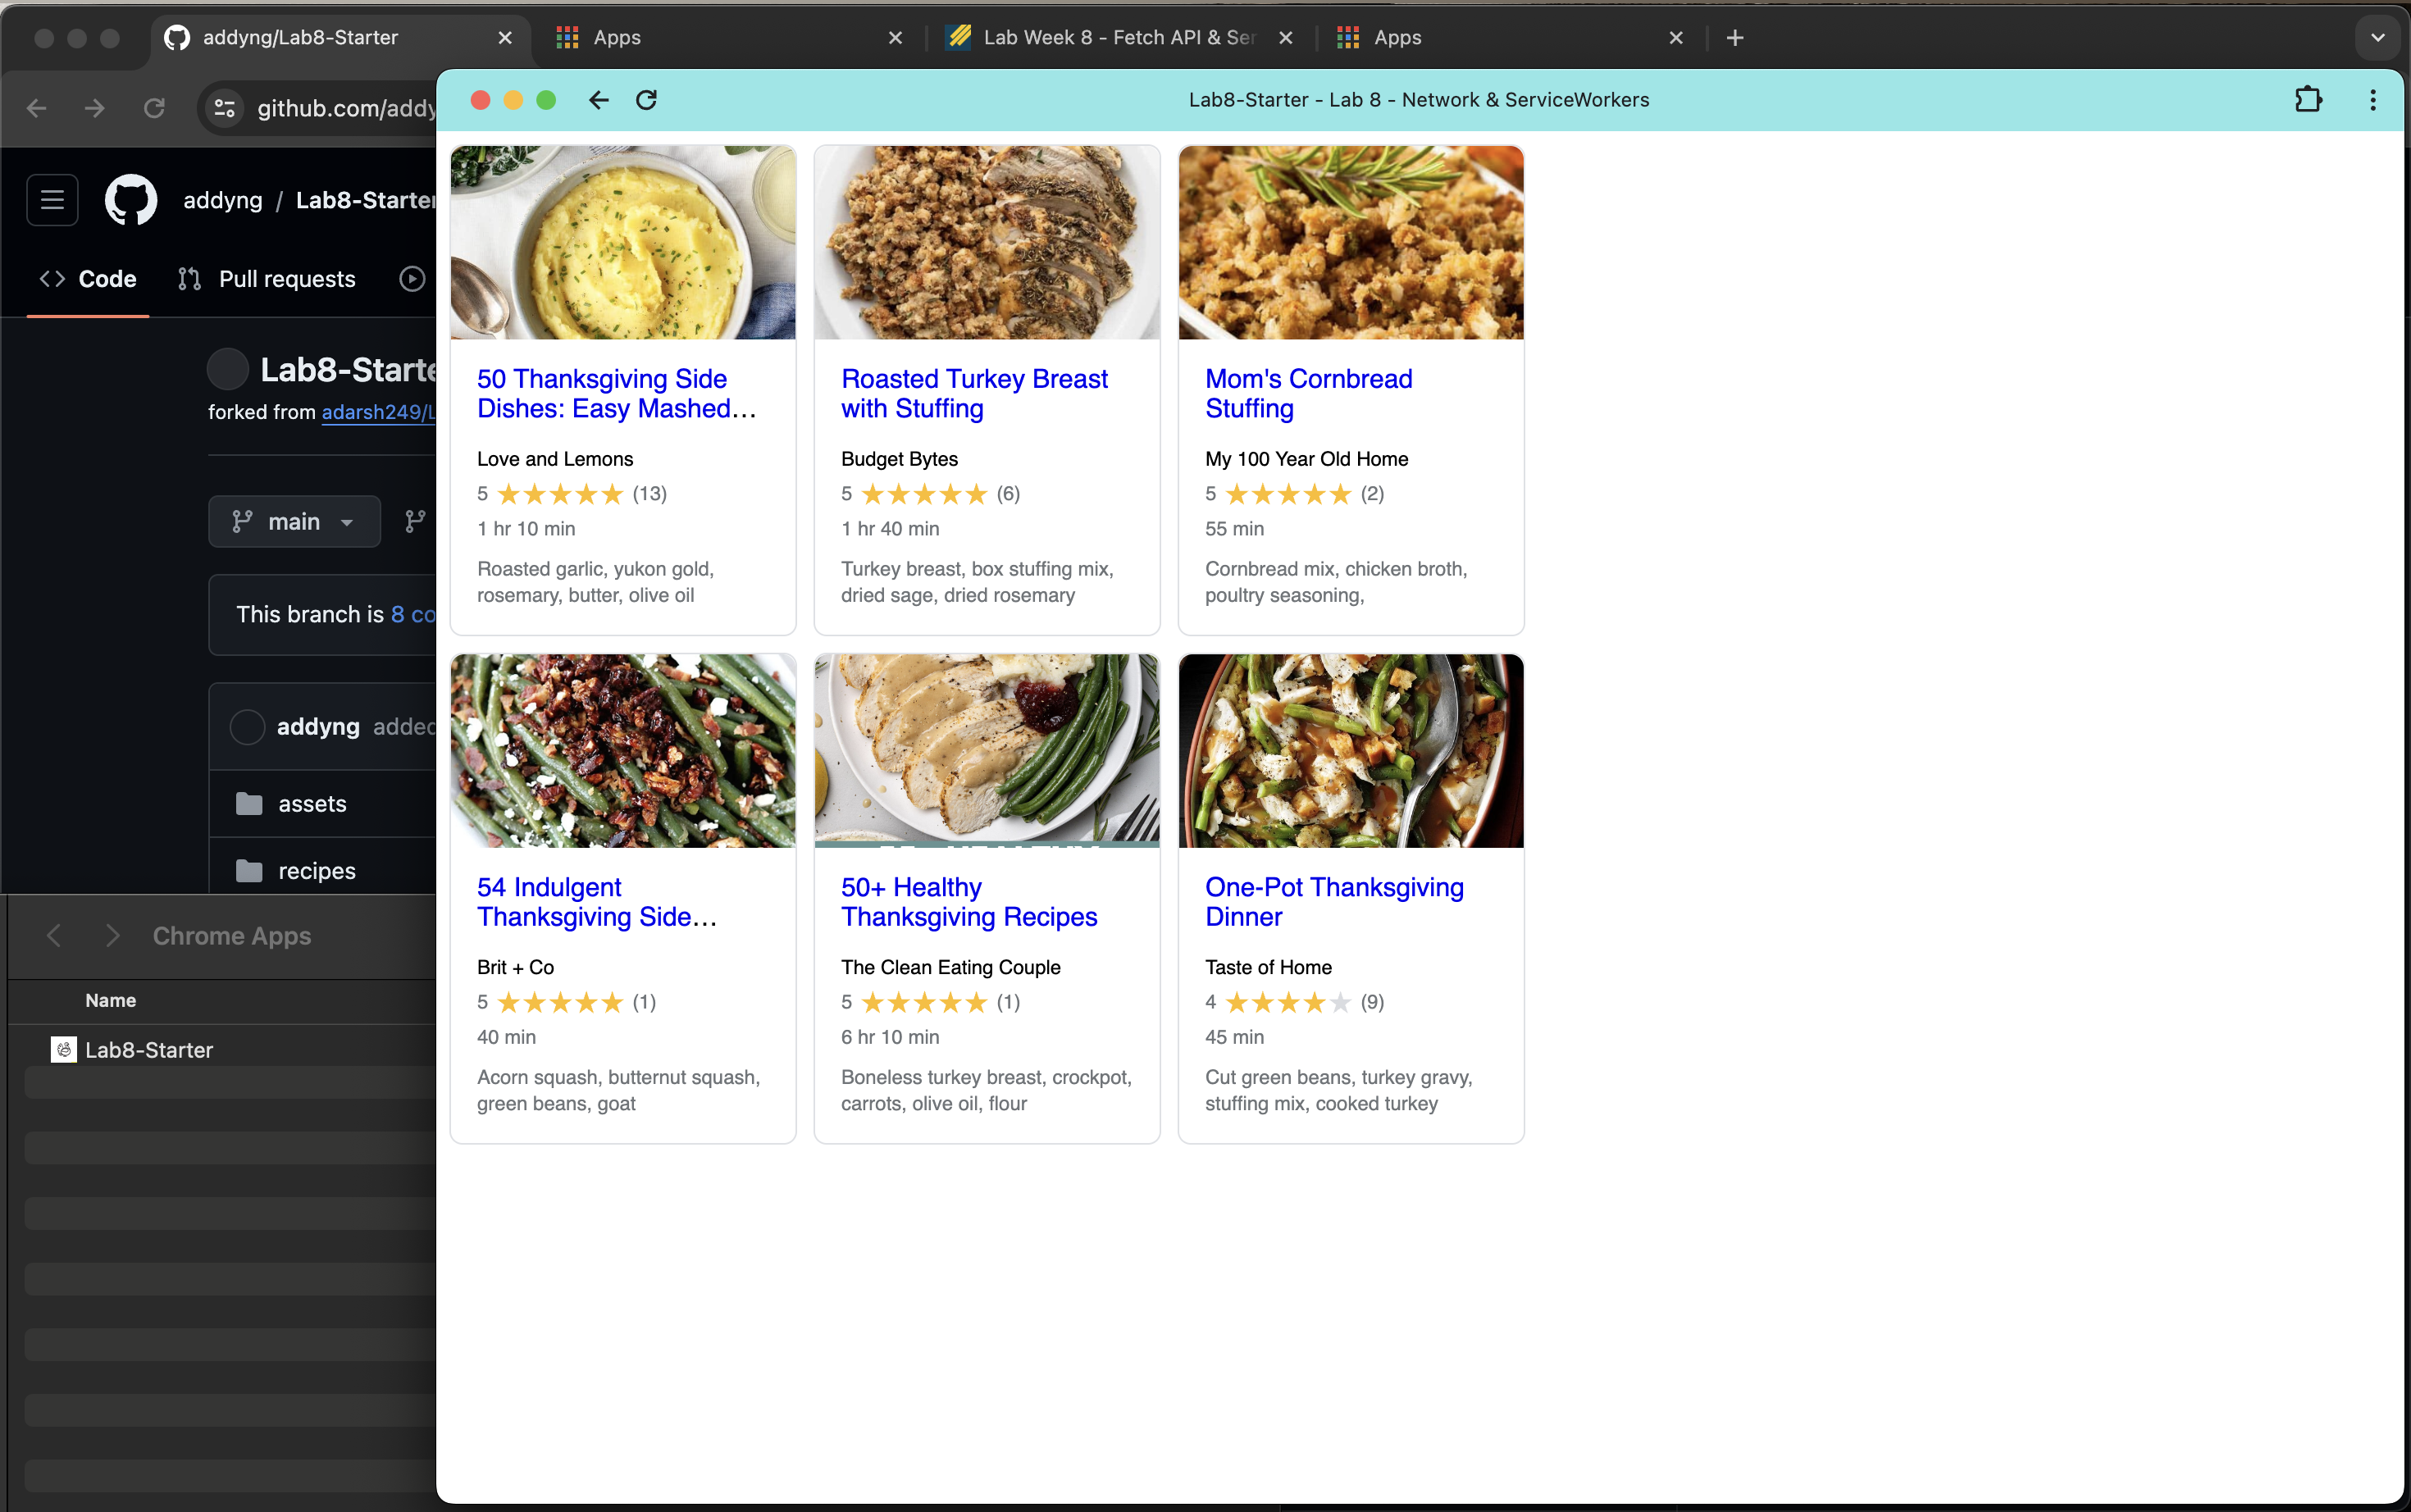 addyng/Lab8-Starter
Apps
Lab Week 8 - Fetch API & Ser
Apps
github.com/addy
Lab8-Starter - Lab 8 - Network & ServiceWorkers
addyng / Lab8-Starter
Code
Pull requests
Lab8-Starte
forked from adarsh249/L
main
This branch is 8 co
addyng added
assets
recipes
Chrome Apps
Name
Lab8-Starter
50 Thanksgiving Side
Dishes: Easy Mashed...
Love and Lemons
5 ★★★★★ (13)
1 hr 10 min
Roasted garlic, yukon gold,
rosemary, butter, olive oil
Roasted Turkey Breast
with Stuffing
Budget Bytes
5 ★★★★★ (6)
1 hr 40 min
Turkey breast, box stuffing mix,
dried sage, dried rosemary
Mom's Cornbread
Stuffing
My 100 Year Old Home
5 ★★★★★ (2)
55 min
Cornbread mix, chicken broth,
poultry seasoning,
54 Indulgent
Thanksgiving Side...
Brit + Co
5 ★★★★★ (1)
40 min
Acorn squash, butternut squash,
green beans, goat
50+ Healthy
Thanksgiving Recipes
The Clean Eating Couple
5 ★★★★★ (1)
6 hr 10 min
Boneless turkey breast, crockpot,
carrots, olive oil, flour
One-Pot Thanksgiving
Dinner
Taste of Home
4 ★★★★★ (9)
45 min
Cut green beans, turkey gravy,
stuffing mix, cooked turkey